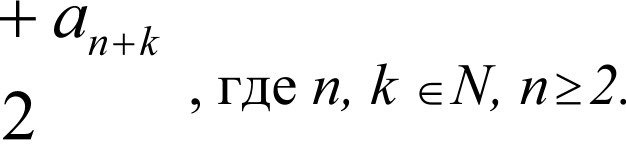 + a_{n+k}
2 , где n, k ∈ N, n ≥ 2.